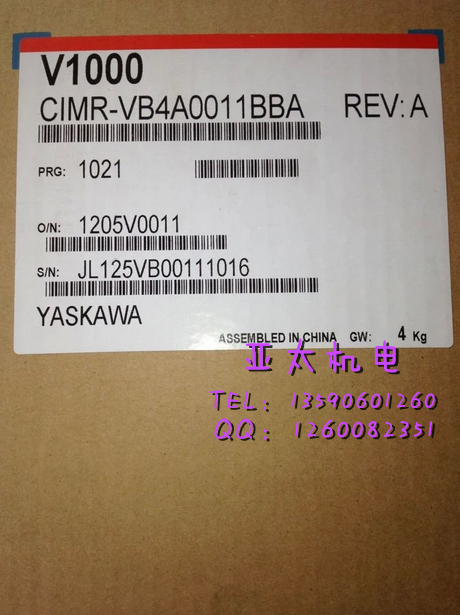 V1000
CIMR-VB4A0011BBA REV: A
PRG: 1021
O/N: 1205V0011
S/N: JL125VB00111016
YASKAWA
ASSEMBLED IN CHINA GW: 4 Kg
亚太机电
TEL: 13590601260
QQ: 1260082351